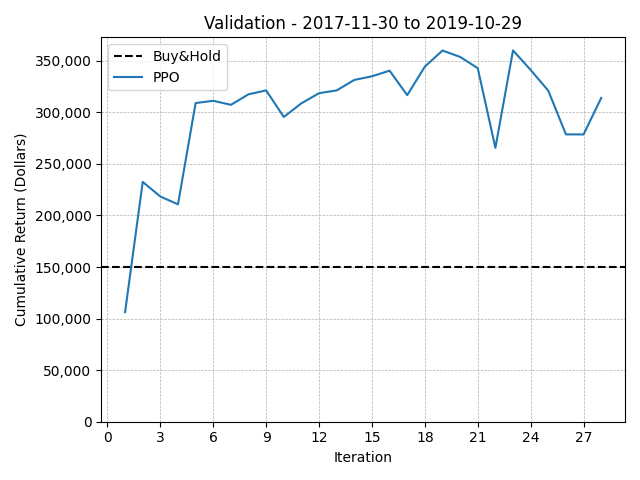 Validation - 2017-11-30 to 2019-10-29
Cumulative Return (Dollars)
350,000
300,000
250,000
200,000
150,000
100,000
50,000
0
Buy&Hold
PPO
0 3 6 9 12 15 18 21 24 27
Iteration